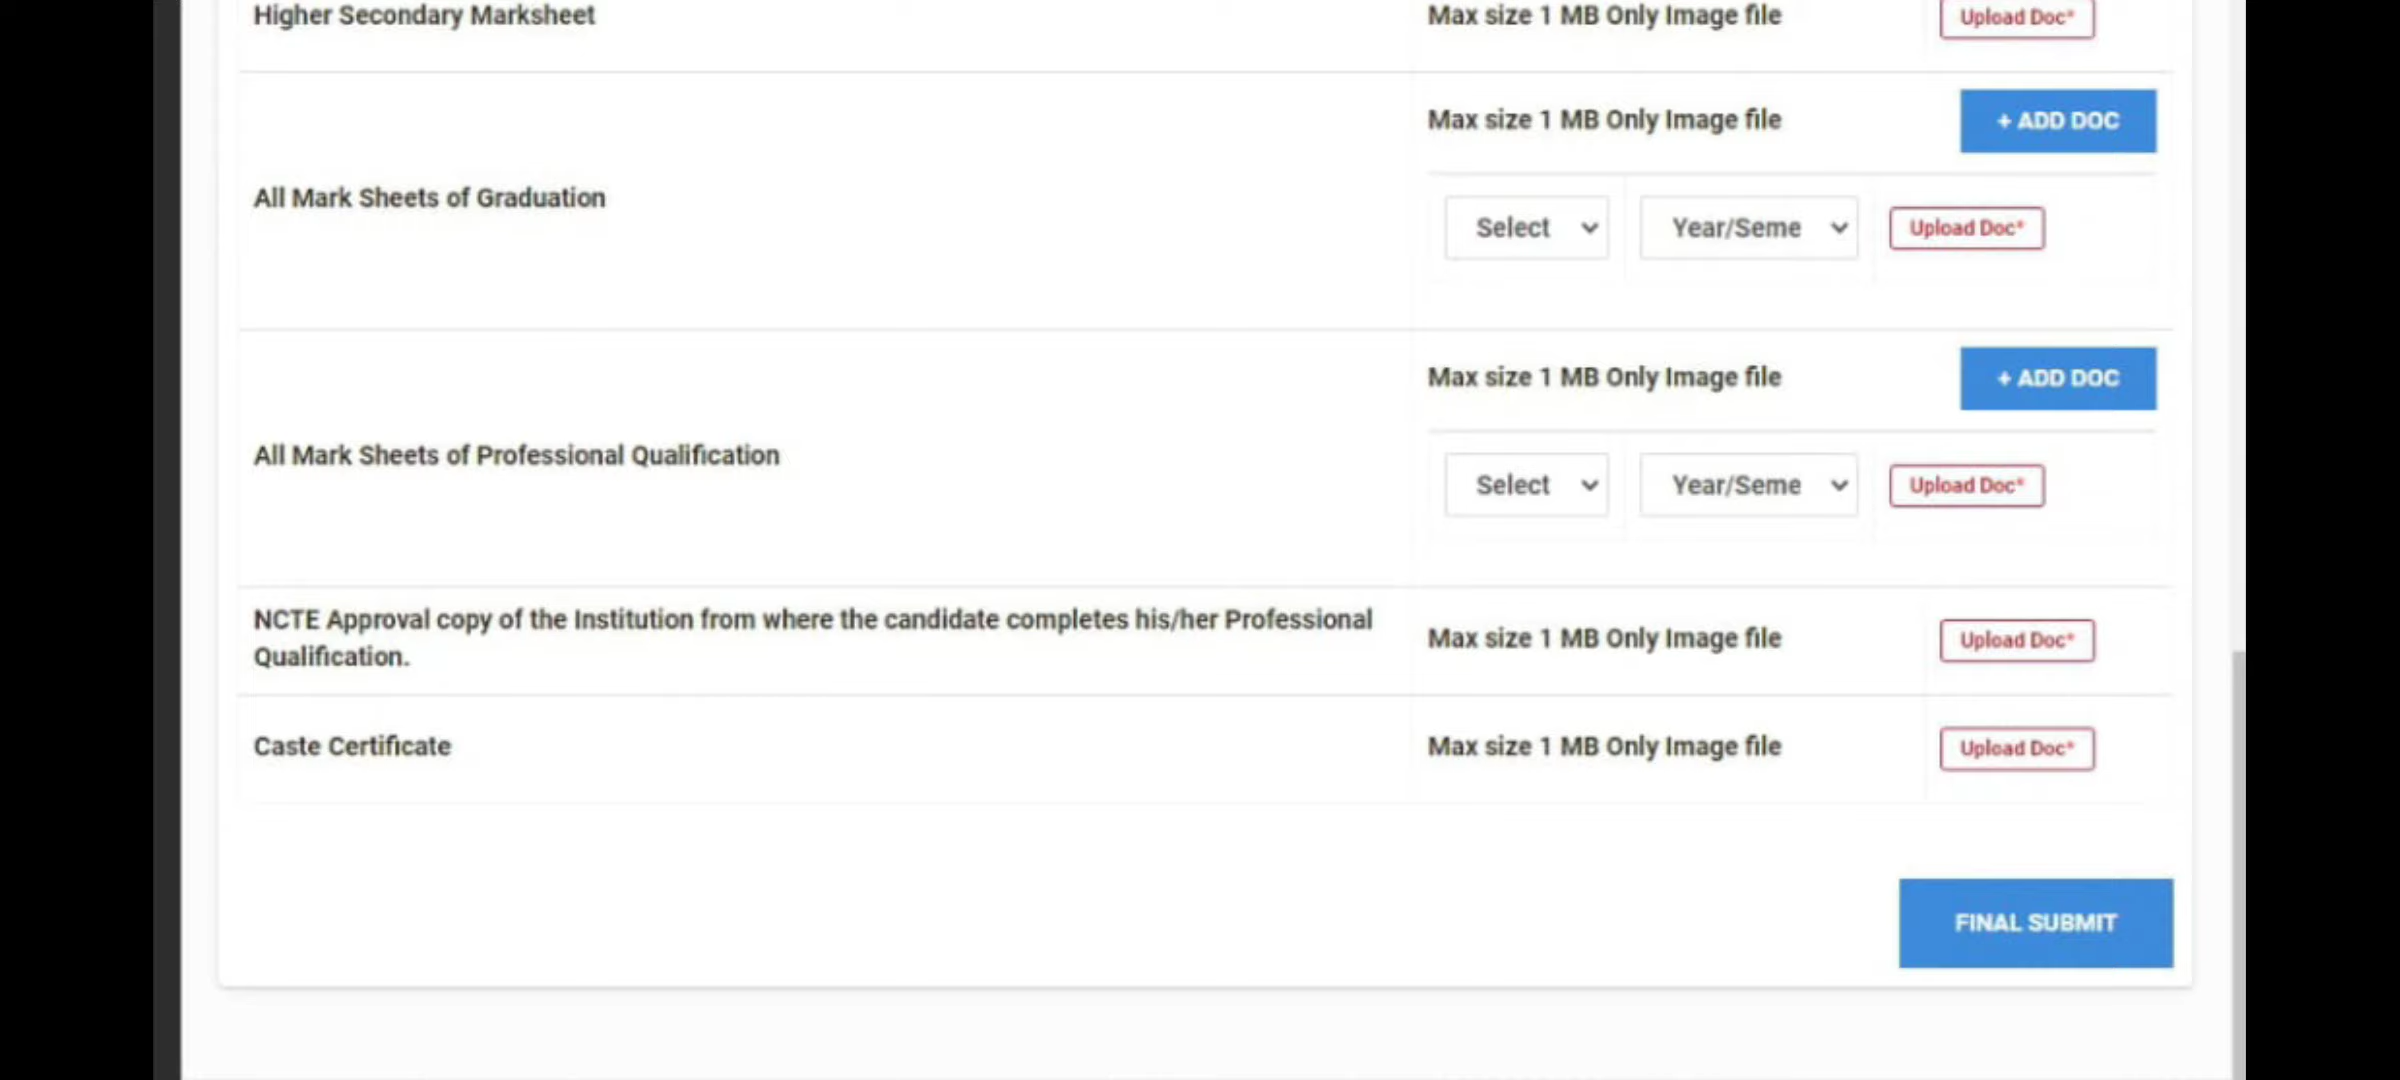 Higher Secondary Marksheet Max size 1 MB Only Image file Upload Doc*
Max size 1 MB Only Image file + ADD DOC
All Mark Sheets of Graduation
Select Year/Seme Upload Doc*
Max size 1 MB Only Image file + ADD DOC
All Mark Sheets of Professional Qualification
Select Year/Seme Upload Doc*
NCTE Approval copy of the Institution from where the candidate completes his/her Professional
Qualification.
Max size 1 MB Only Image file Upload Doc*
Caste Certificate Max size 1 MB Only Image file Upload Doc*
FINAL SUBMIT